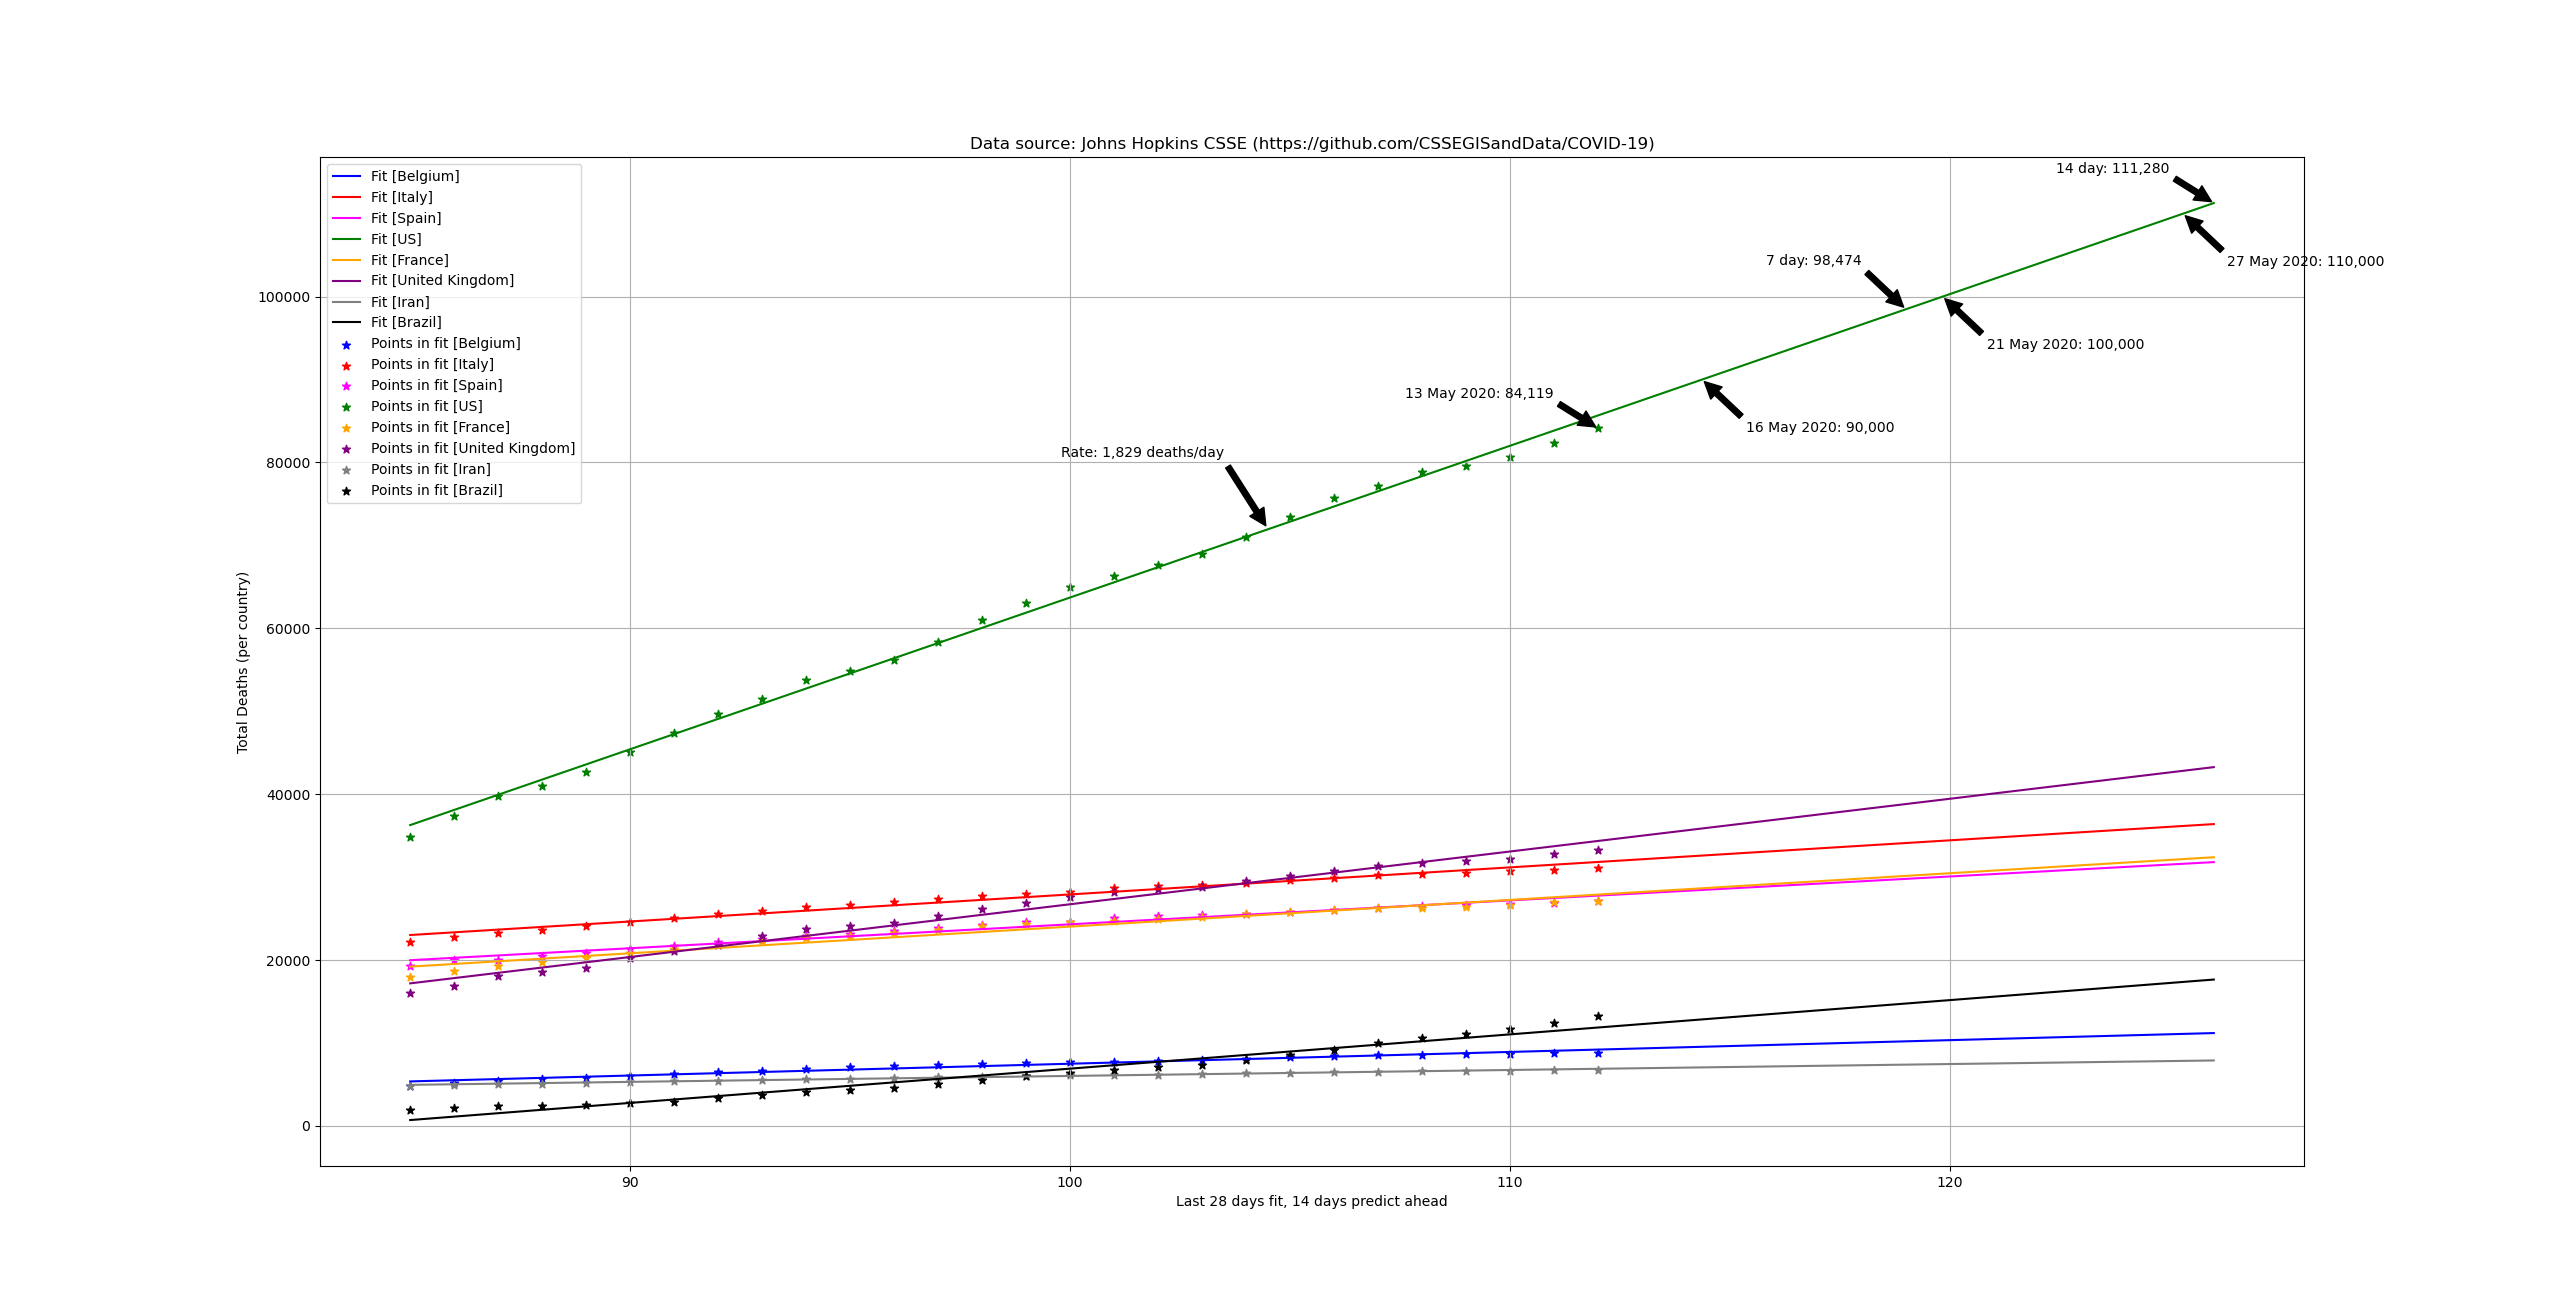 Data source: Johns Hopkins CSSE (https://github.com/CSSEGISandData/COVID-19)
Fit [Belgium]
Fit [Italy]
Fit [Spain]
Fit [US]
Fit [France]
Fit [United Kingdom]
Fit [Iran]
Fit [Brazil]
Points in fit [Belgium]
Points in fit [Italy]
Points in fit [Spain]
Points in fit [US]
Points in fit [France]
Points in fit [United Kingdom]
Points in fit [Iran]
Points in fit [Brazil]
14 day: 111,280
7 day: 98,474
27 May 2020: 110,000
21 May 2020: 100,000
13 May 2020: 84,119
16 May 2020: 90,000
Rate: 1,829 deaths/day
Total Deaths (per country)
100000
80000
60000
40000
20000
0
90
100
110
120
Last 28 days fit, 14 days predict ahead